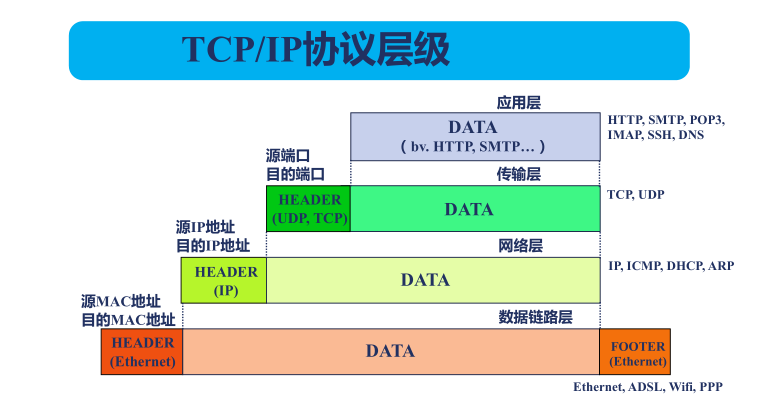 TCP/IP协议层级
应用层
DATA
（ bv. HTTP, SMTP… ）
HTTP, SMTP, POP3,
IMAP, SSH, DNS
源端口
目的端口
传输层
HEADER
(UDP, TCP)
DATA
TCP, UDP
源IP地址
目的IP地址
网络层
HEADER
(IP)
DATA
IP, ICMP, DHCP, ARP
源MAC地址
目的MAC地址
数据链路层
HEADER
(Ethernet)
DATA
FOOTER
(Ethernet)
Ethernet, ADSL, Wifi, PPP